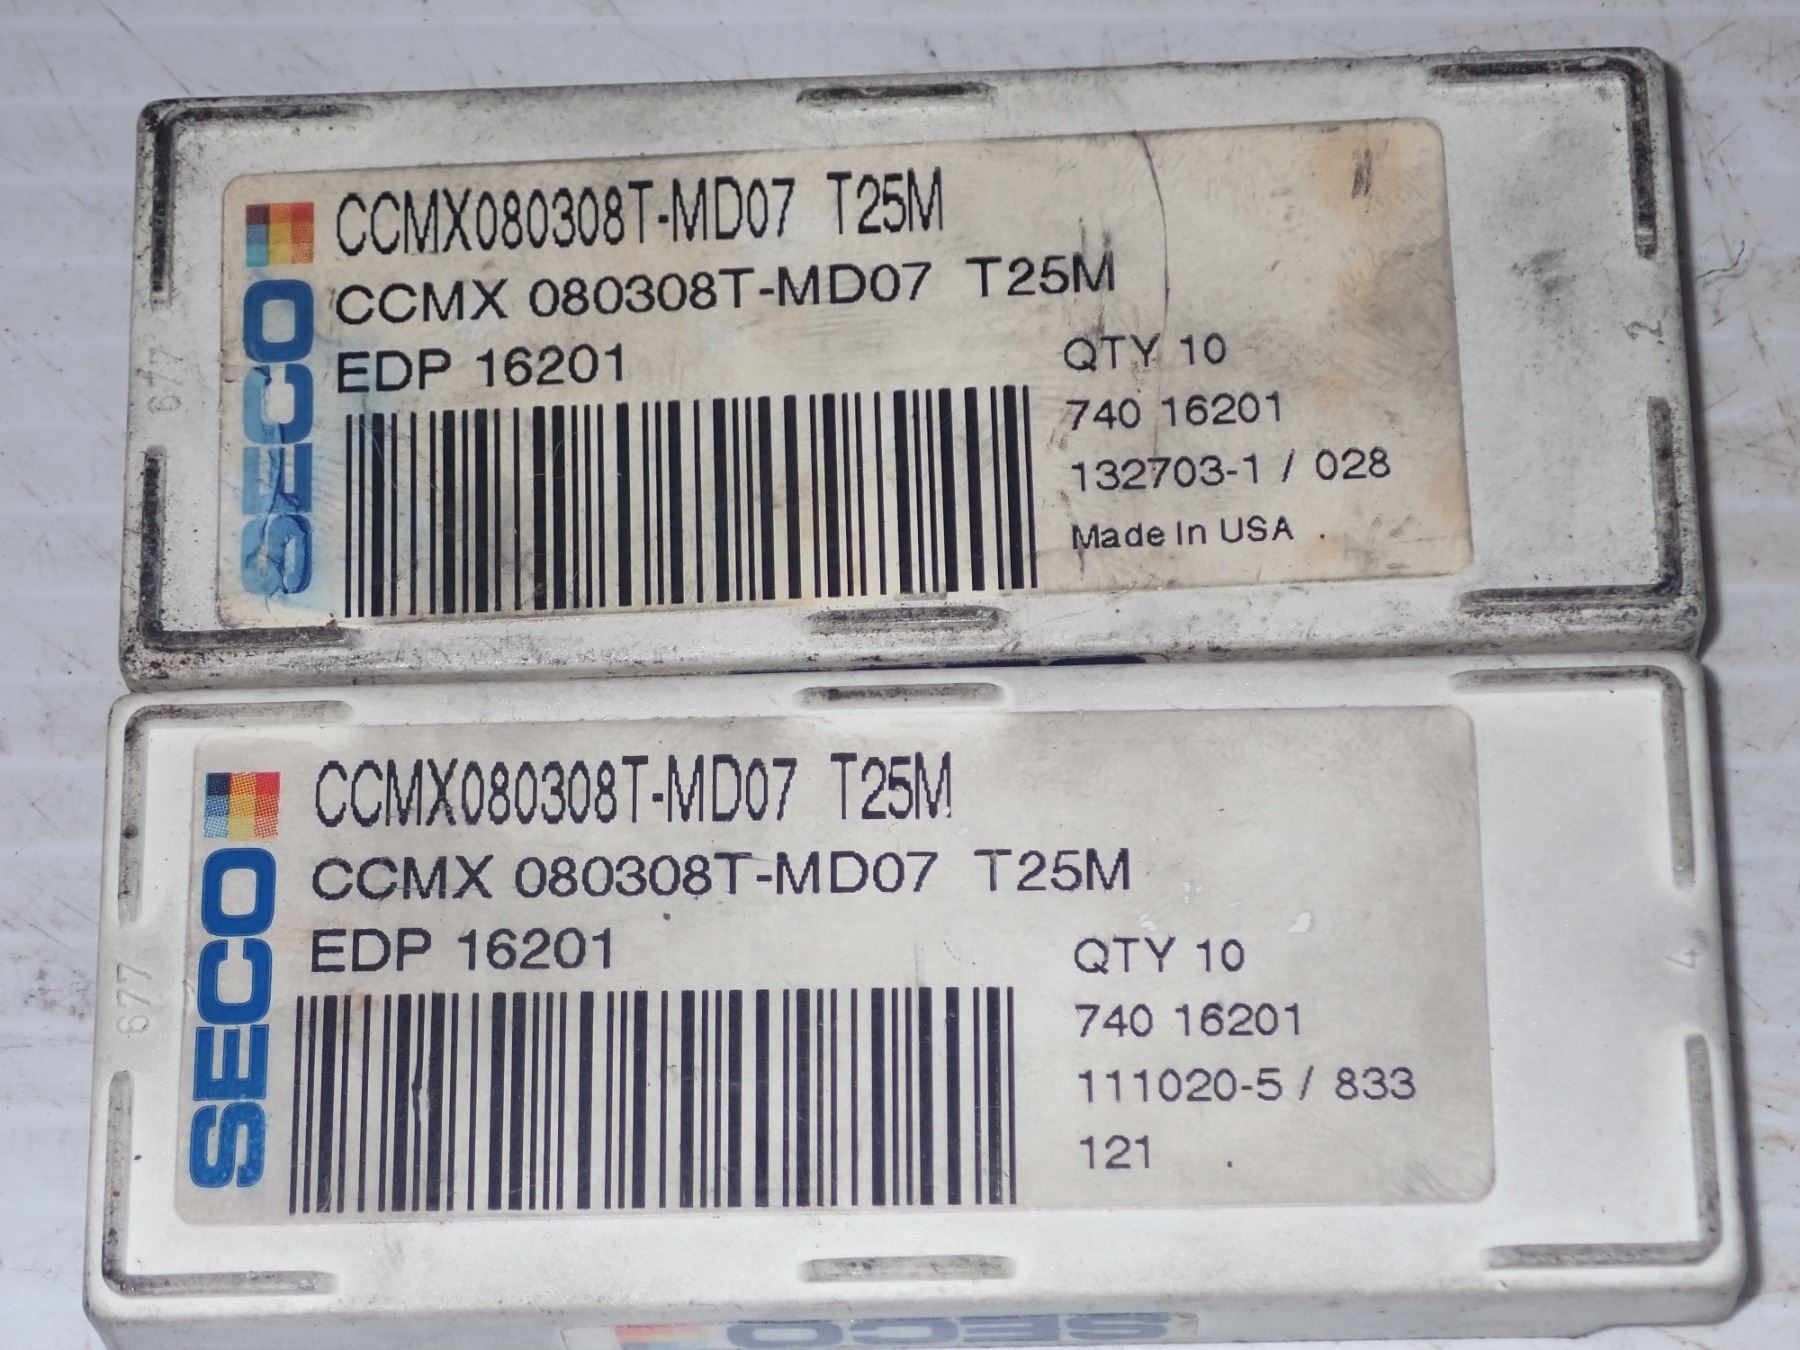 SECO
CCMX080308T-MD07 T25M
CCMX 080308T-MD07 T25M
EDP 16201
QTY 10
740 16201
132703-1 / 028
Made In USA .
677
2
SECO
CCMX080308T-MD07 T25M
CCMX 080308T-MD07 T25M
EDP 16201
QTY 10
740 16201
111020-5 / 833
121 .
677
4
SECO